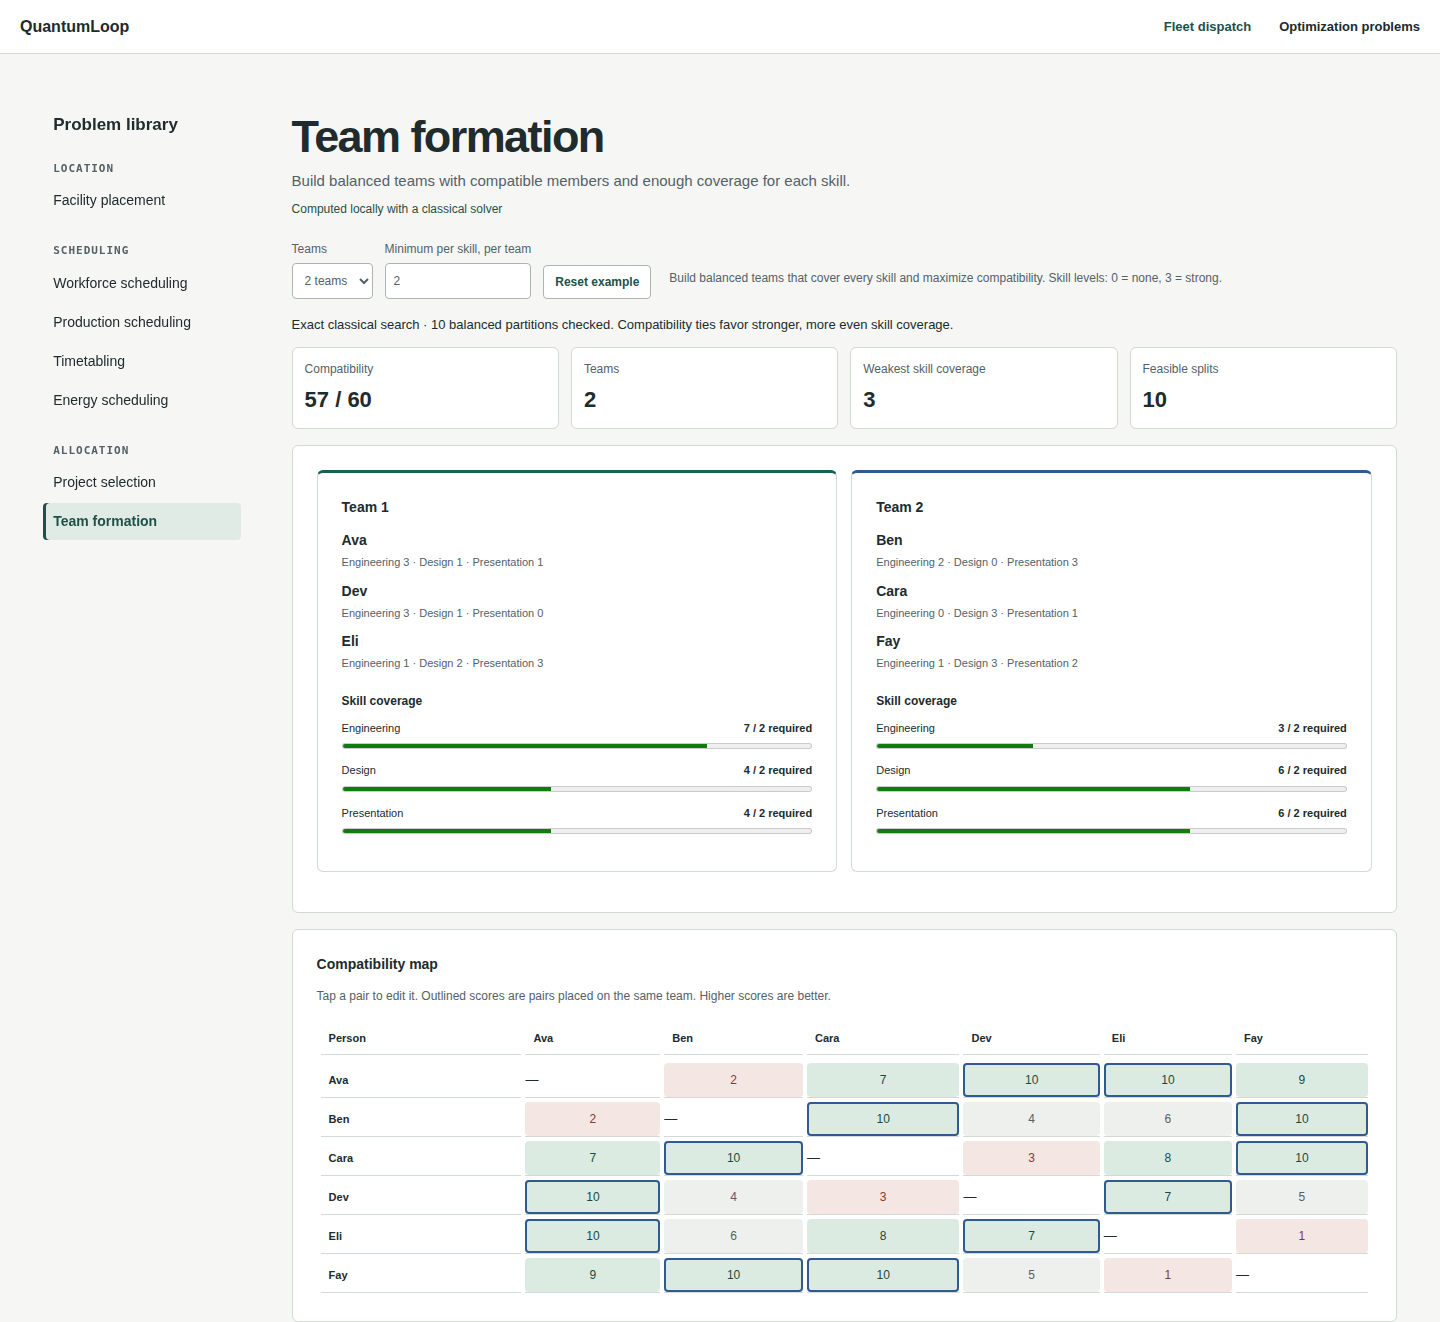 QuantumLoop
Fleet dispatch Optimization problems
Problem library
LOCATION
Facility placement
SCHEDULING
Workforce scheduling
Production scheduling
Timetabling
Energy scheduling
ALLOCATION
Project selection
Team formation
Team formation
Build balanced teams with compatible members and enough coverage for each skill.
Computed locally with a classical solver
Teams Minimum per skill, per team
2 teams 2 Reset example Build balanced teams that cover every skill and maximize compatibility. Skill levels: 0 = none, 3 = strong.
Exact classical search · 10 balanced partitions checked. Compatibility ties favor stronger, more even skill coverage.
Compatibility
57 / 60
Teams
2
Weakest skill coverage
3
Feasible splits
10
Team 1
Ava
Engineering 3 · Design 1 · Presentation 1
Dev
Engineering 3 · Design 1 · Presentation 0
Eli
Engineering 1 · Design 2 · Presentation 3
Skill coverage
Engineering 7 / 2 required
Design 4 / 2 required
Presentation 4 / 2 required
Team 2
Ben
Engineering 2 · Design 0 · Presentation 3
Cara
Engineering 0 · Design 3 · Presentation 1
Fay
Engineering 1 · Design 3 · Presentation 2
Skill coverage
Engineering 3 / 2 required
Design 6 / 2 required
Presentation 6 / 2 required
Compatibility map
Tap a pair to edit it. Outlined scores are pairs placed on the same team. Higher scores are better.
Person Ava Ben Cara Dev Eli Fay
Ava — 2 7 10 10 9
Ben 2 — 10 4 6 10
Cara 7 10 — 3 8 10
Dev 10 4 3 — 7 5
Eli 10 6 8 7 — 1
Fay 9 10 10 5 1 —